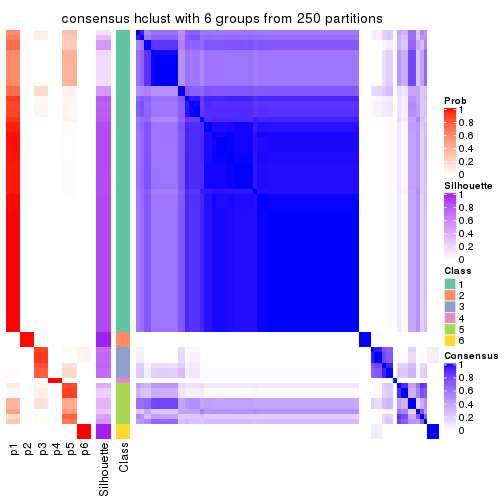 consensus hclust with 6 groups from 250 partitions
Prob
1
0.8
0.6
0.4
0.2
0
Silhouette
1
0.8
0.6
0.4
0.2
0
Class
1
2
3
4
5
6
Consensus
1
0.8
0.6
0.4
0.2
0
p1
p2
p3
p4
p5
p6
Silhouette
Class